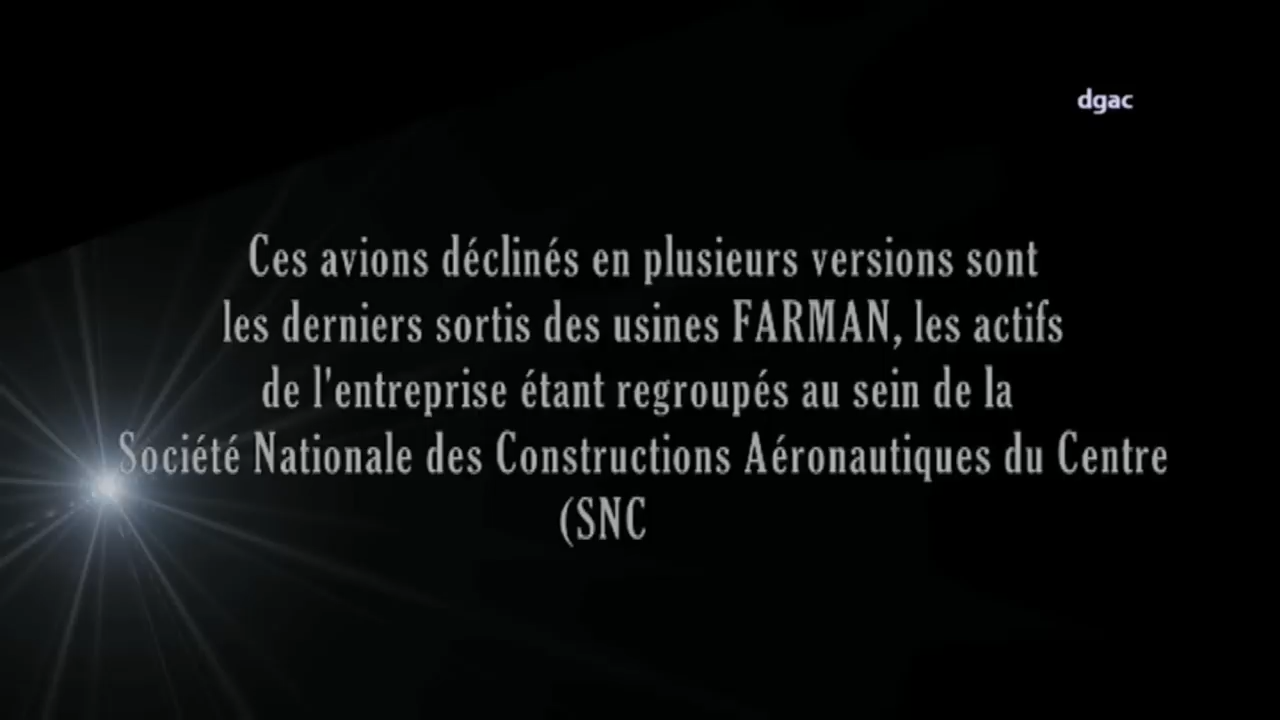 dgac
Ces avions déclinés en plusieurs versions sont
les derniers sortis des usines FARMAN, les actifs
de l'entreprise étant regroupés au sein de la
Société Nationale des Constructions Aéronautiques du Centre
(SNC